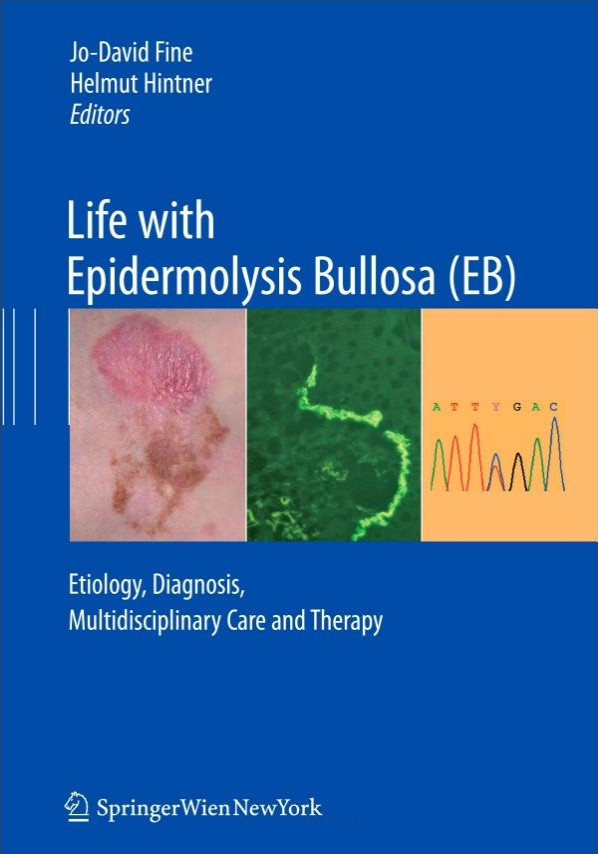 Jo-David Fine
Helmut Hintner
Editors
Life with
Epidermolysis Bullosa (EB)
A T T Y G A C
Etiology, Diagnosis,
Multidisciplinary Care and Therapy
SpringerWienNewYork